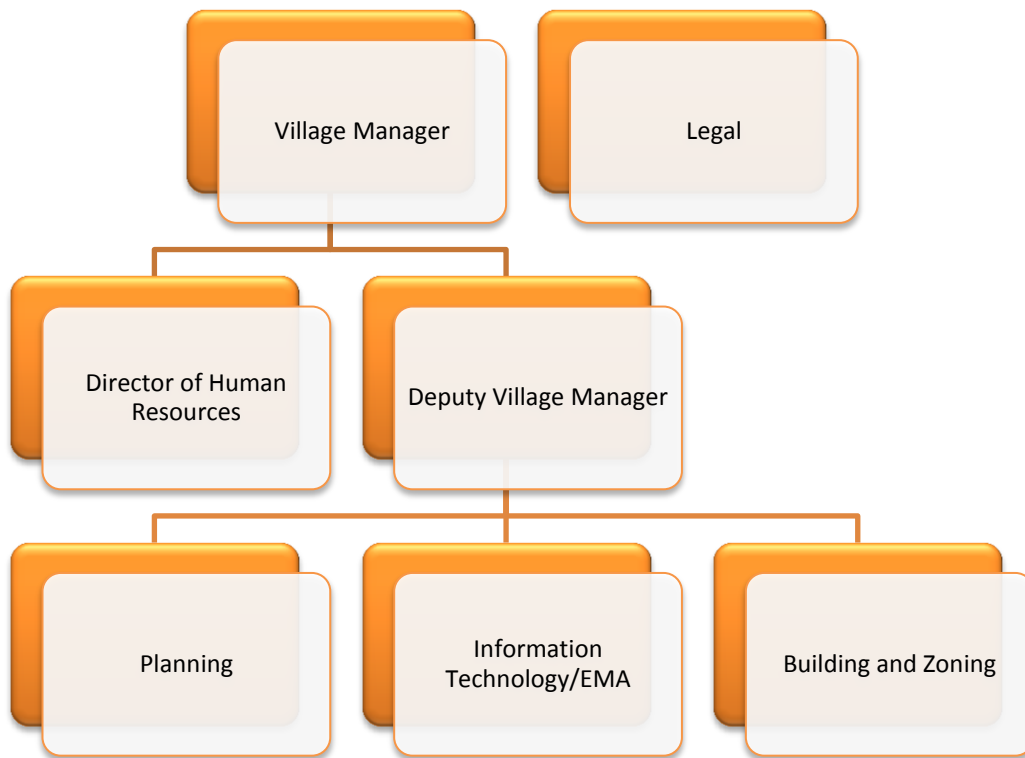 Village Manager
Legal
Director of Human
Resources
Deputy Village Manager
Planning
Information
Technology/EMA
Building and Zoning